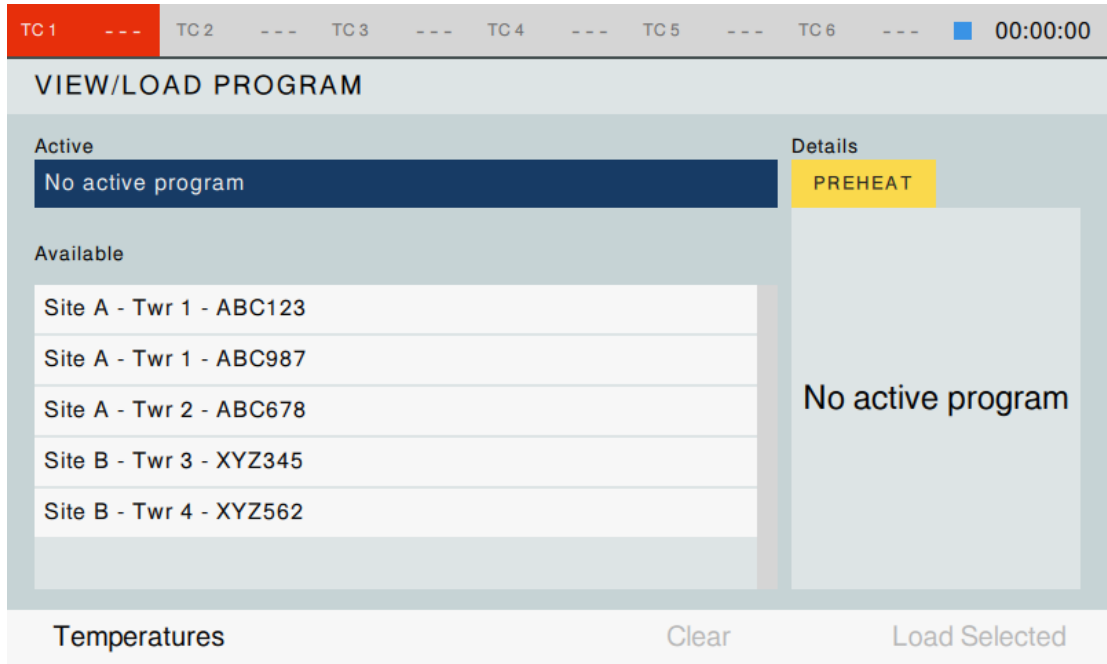 TC 1 - - - TC 2 - - - TC 3 - - - TC 4 - - - TC 5 - - - TC 6 - - - 00:00:00
VIEW/LOAD PROGRAM
Active
No active program
Available
Site A - Twr 1 - ABC123
Site A - Twr 1 - ABC987
Site A - Twr 2 - ABC678
Site B - Twr 3 - XYZ345
Site B - Twr 4 - XYZ562
Details
PREHEAT
No active program
Temperatures Clear Load Selected